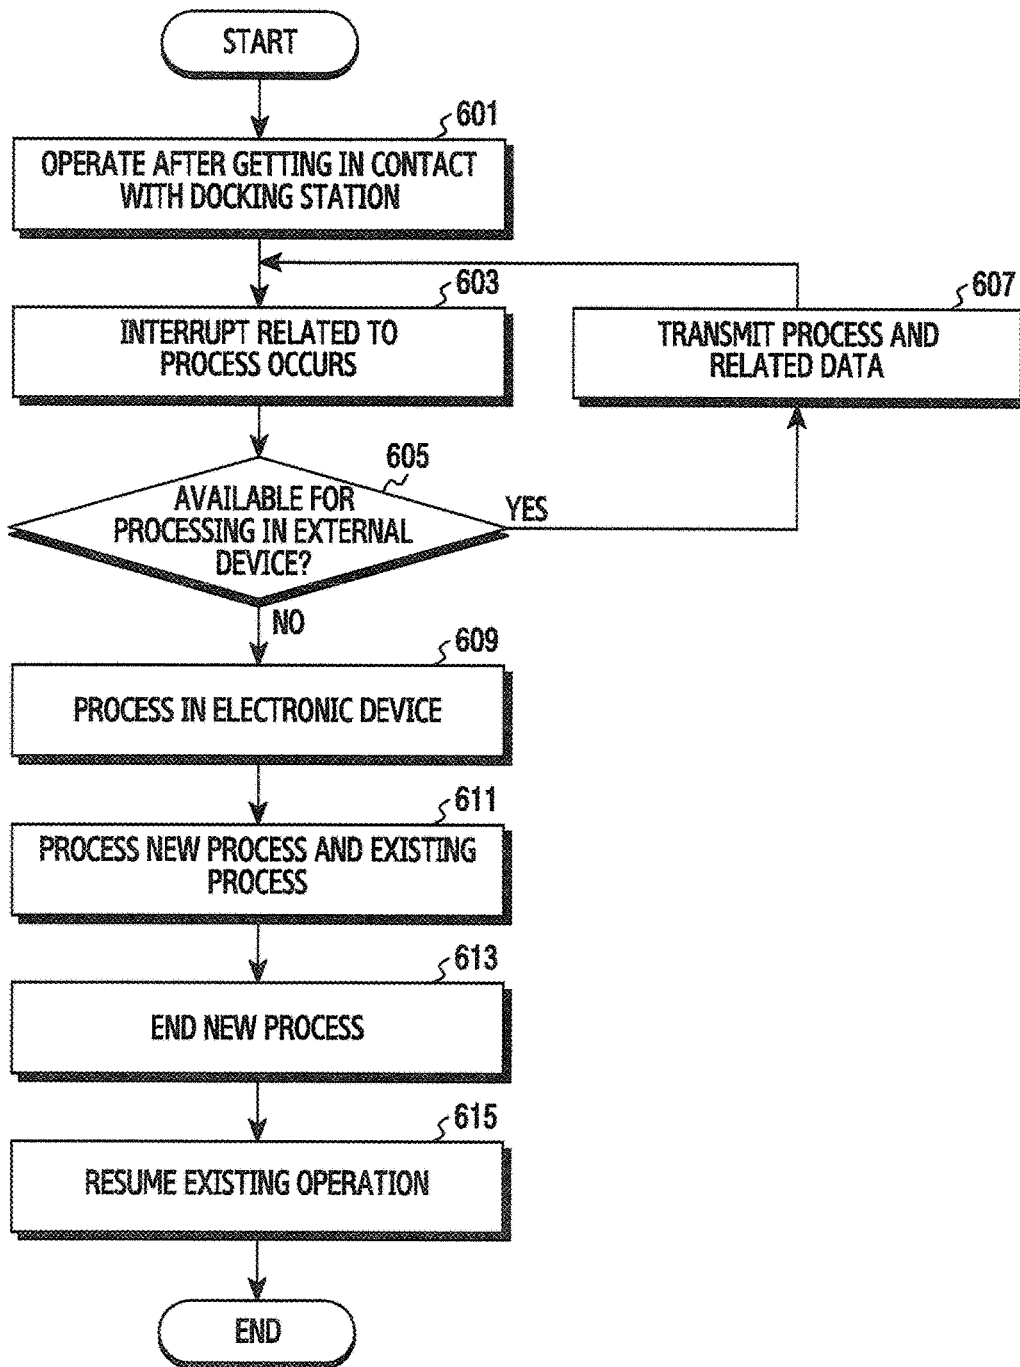 START
601
OPERATE AFTER GETTING IN CONTACT
WITH DOCKING STATION
603
INTERRUPT RELATED TO
PROCESS OCCURS
607
TRANSMIT PROCESS AND
RELATED DATA
605
AVAILABLE FOR
PROCESSING IN EXTERNAL
DEVICE?
YES
NO
609
PROCESS IN ELECTRONIC DEVICE
611
PROCESS NEW PROCESS AND EXISTING
PROCESS
613
END NEW PROCESS
615
RESUME EXISTING OPERATION
END